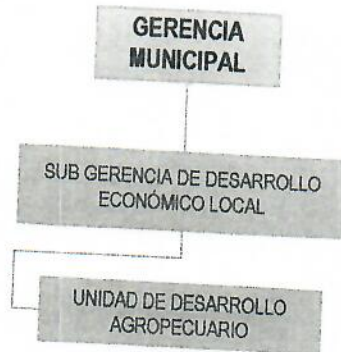 GERENCIA
MUNICIPAL
SUB GERENCIA DE DESARROLLO
ECONÓMICO LOCAL
UNIDAD DE DESARROLLO
AGROPECUARIO